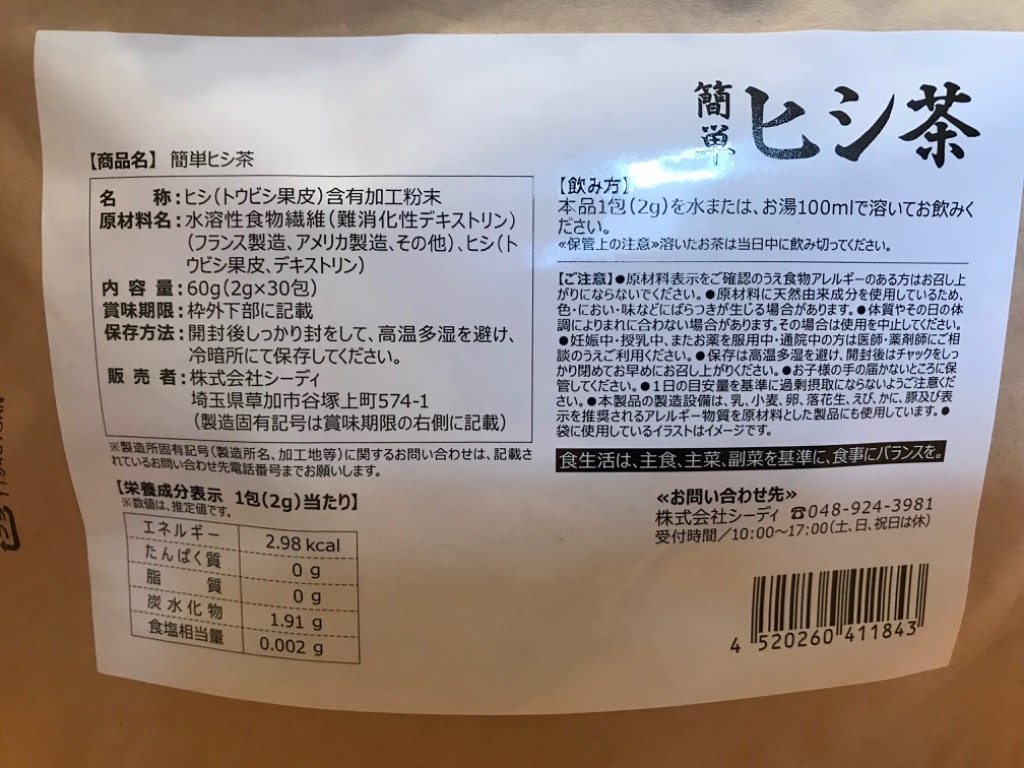 簡単ヒシ茶
【商品名】 簡単ヒシ茶
名 称:ヒシ(トウビシ果皮)含有加工粉末
原材料名:水溶性食物繊維(難消化性デキストリン)
(フランス製造、アメリカ製造、その他)、ヒシ(ト
ウビシ果皮、デキストリン)
内 容 量:60g(2g×30包)
賞味期限:枠外下部に記載
保存方法:開封後しっかり封をして、高温多湿を避け、
冷暗所にて保存してください。
販 売 者:株式会社シーディ
埼玉県草加市谷塚上町574-1
(製造固有記号は賞味期限の右側に記載)
※製造所固有記号(製造所名、加工地等)に関するお問い合わせは、記載さ
れているお問い合わせ先電話番号までお願いします。
【栄養成分表示 1包(2g)当たり】
※数値は、推定値です。
エネルギー 2.98 kcal
たんぱく質 0 g
脂 質 0 g
炭水化物 1.91 g
食塩相当量 0.002 g
【飲み方】
本品1包(2g)を水または、お湯100mlで溶いてお飲みく
ださい。
≪保管上の注意≫溶いたお茶は当日中に飲み切ってください。
【ご注意】●原材料表示をご確認のうえ食物アレルギーのある方はお召し上
がりにならないでください。●原材料に天然由来成分を使用しているため、
色・におい・味などにばらつきが生じる場合があります。●体質やその日の体
調によりまれに合わない場合があります。その場合は使用を中止してください。
●妊娠中・授乳中、またお薬を服用中・通院中の方は医師・薬剤師にご相
談のうえご利用ください。●保存は高温多湿を避け、開封後はチャックをしっ
かり閉めてお早めにお召し上がりください。●お子様の手の届かないところに保
管してください。●1日の目安量を基準に過剰摂取にならないようご注意くだ
さい。●本製品の製造設備は、乳、小麦、卵、落花生、えび、かに、豚及び表
示を推奨されるアレルギー物質を原材料とした製品にも使用しています。●
袋に使用しているイラストはイメージです。
食生活は、主食、主菜、副菜を基準に、食事にバランスを。
≪お問い合わせ先≫
株式会社シーディ ☎048-924-3981
受付時間/10:00~17:00(土、日、祝日は休)
4 520260 411843